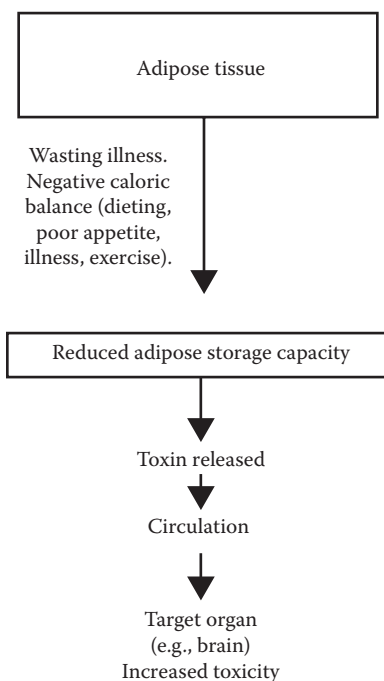 Adipose tissue
Wasting illness.
Negative caloric
balance (dieting,
poor appetite,
illness, exercise).
Reduced adipose storage capacity
Toxin released
Circulation
Target organ
(e.g., brain)
Increased toxicity